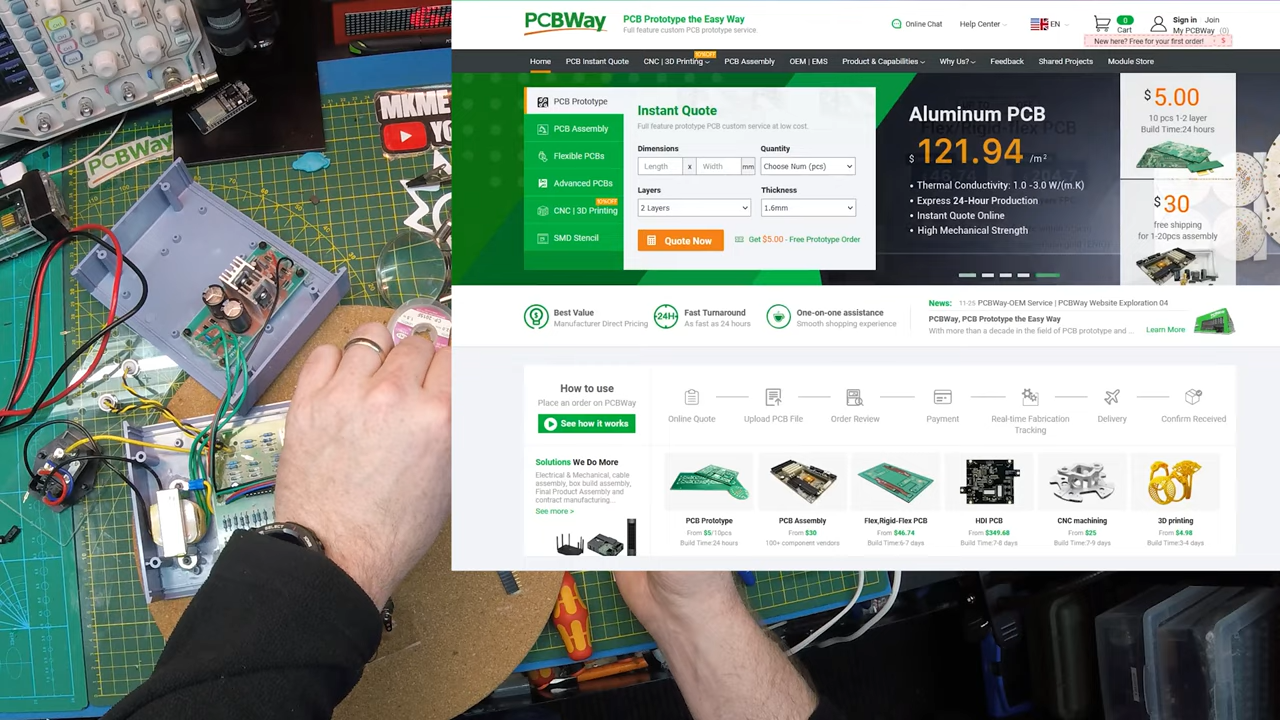 PCBWay
MKME
PCBWay
PCB Prototype the Easy Way
Full feature custom PCB prototype service.
Online Chat
Help Center
EN
0
Cart
Sign in Join
My PCBWay (0)
New here? Free for your first order!
$
Home
PCB Instant Quote
CNC | 3D Printing
10%OFF
PCB Assembly
OEM | EMS
Product & Capabilities
Why Us?
Feedback
Shared Projects
Module Store
PCB Prototype
PCB Assembly
Flexible PCBs
Advanced PCBs
10%OFF
CNC | 3D Printing
SMD Stencil
Instant Quote
Full feature prototype PCB custom service at low cost.
Dimensions
Length x Width mm
Quantity
Choose Num (pcs)
Layers
2 Layers
Thickness
1.6mm
Quote Now
Get $5.00 - Free Prototype Order
Aluminum PCB
Flex/Rigid-flex PCB
$ 121.94 /m²
• Thermal Conductivity: 1.0 -3.0 W/(m.K)
• Express 24-Hour Production
• Instant Quote Online
• High Mechanical Strength
$5.00
10 pcs 1-2 layer
Build Time:24 hours
$30
free shipping
for 1-20pcs assembly
Best Value
Manufacturer Direct Pricing
24H
Fast Turnaround
As fast as 24 hours
One-on-one assistance
Smooth shopping experience
News: 11-25 PCBWay-OEM Service | PCBWay Website Exploration 04
PCBWay, PCB Prototype the Easy Way
With more than a decade in the field of PCB prototype and ...
Learn More
How to use
Place an order on PCBWay
See how it works
Online Quote
Upload PCB File
Order Review
Payment
Real-time Fabrication
Tracking
Delivery
Confirm Received
Solutions We Do More
Electrical & Mechanical, cable
assembly, box build assembly,
Final Product Assembly and
contract manufacturing...
See more >
PCB Prototype
From $5/10pcs
Build Time:24 hours
PCB Assembly
From $30
100+ component vendors
Flex,Rigid-Flex PCB
From $46.74
Build Time:6-7 days
HDI PCB
From $349.68
Build Time:7-8 days
CNC machining
From $25
Build Time:7-9 days
3D printing
From $4.98
Build Time:3-4 days